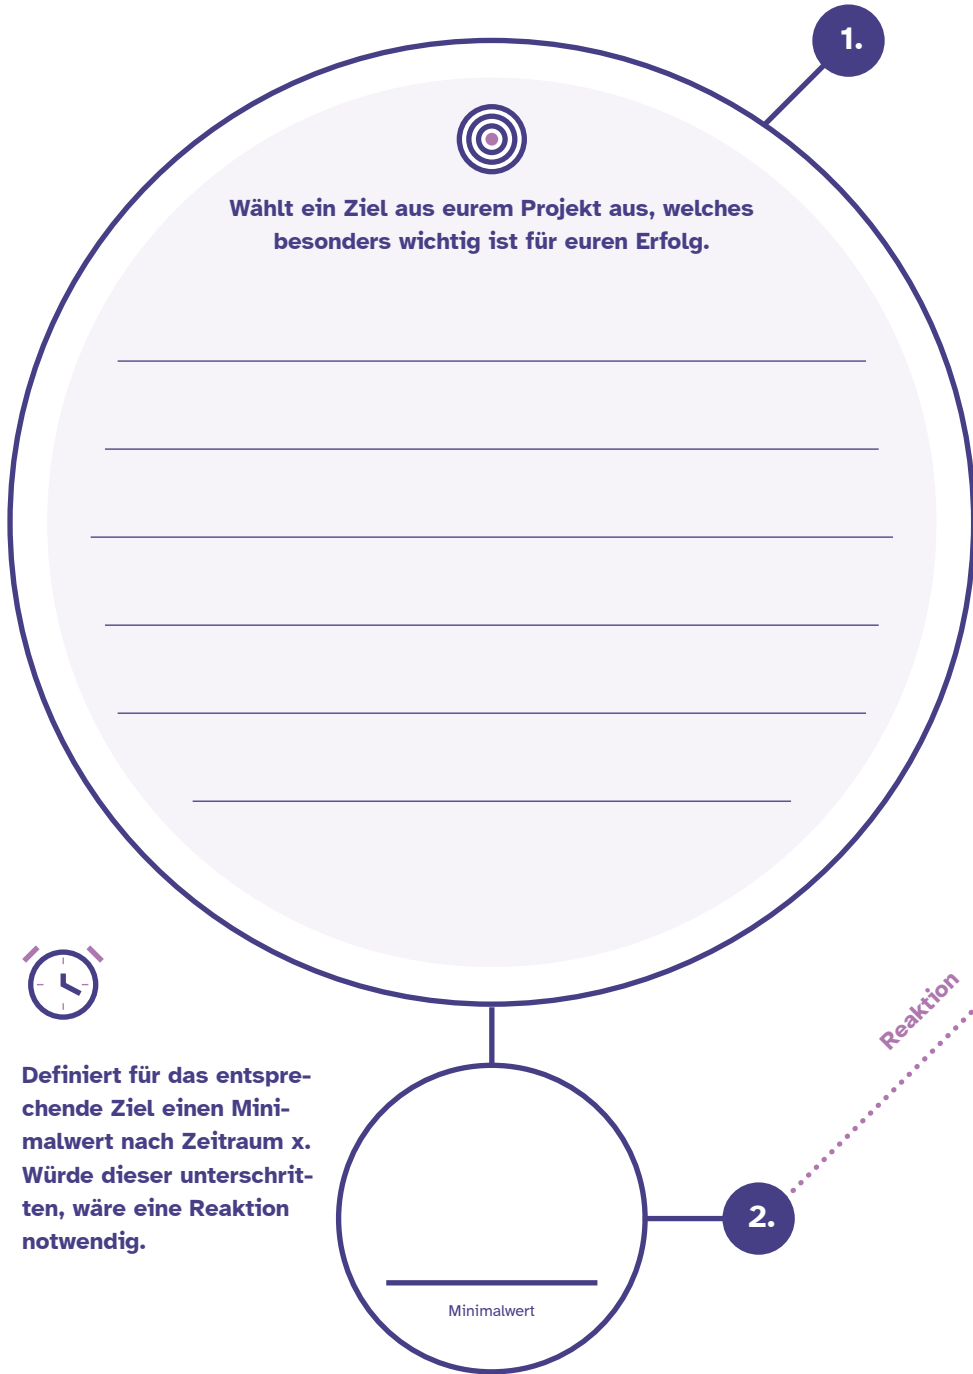 1.
Wählt ein Ziel aus eurem Projekt aus, welches
besonders wichtig ist für euren Erfolg.
Reaktion
Definiert für das entspre-
chende Ziel einen Mini-
malwert nach Zeitraum x.
Würde dieser unterschrit-
ten, wäre eine Reaktion
notwendig.
2.
Minimalwert